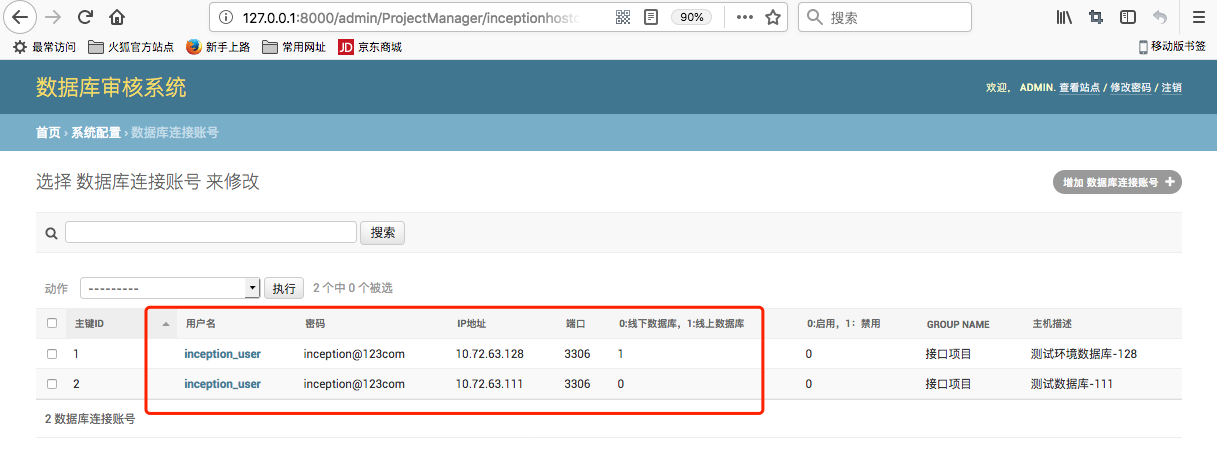 127.0.0.1:8000/admin/ProjectManager/inceptionhost
90%
搜索
最常访问 火狐官方站点 新手上路 常用网址 JD 京东商城 移动版书签
数据库审核系统
欢迎， ADMIN. 查看站点 / 修改密码 / 注销
首页 › 系统配置 › 数据库连接账号
选择 数据库连接账号 来修改
增加 数据库连接账号 +
搜索
动作 --------- 执行 2 个中 0 个被选
主键ID 用户名 密码 IP地址 端口 0:线下数据库，1:线上数据库 0:启用，1：禁用 GROUP NAME 主机描述
1 inception_user inception@123com 10.72.63.128 3306 1 0 接口项目 测试环境数据库-128
2 inception_user inception@123com 10.72.63.111 3306 0 0 接口项目 测试数据库-111
2 数据库连接账号